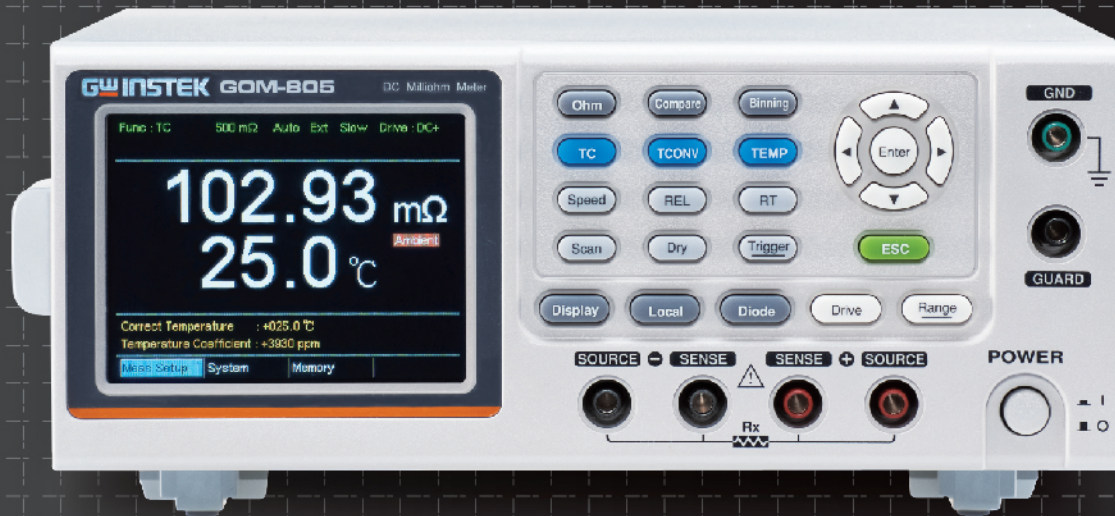 GW INSTEK GOM-805 DC Milliohm Meter
Func : TC 500 mΩ Auto Ext Slow Drive : DC+
102.93 mΩ
Ambient
25.0 °C
Correct Temperature : +025.0 °C
Temperature Coefficient : +3930 ppm
Meas Setup System Memory
Ohm Compare Binning
TC TCONV TEMP
Speed REL RT
Scan Dry Trigger
Enter
ESC
Display Local Diode Drive Range
GND
GUARD
SOURCE − SENSE SENSE + SOURCE
Rx
POWER
I
O